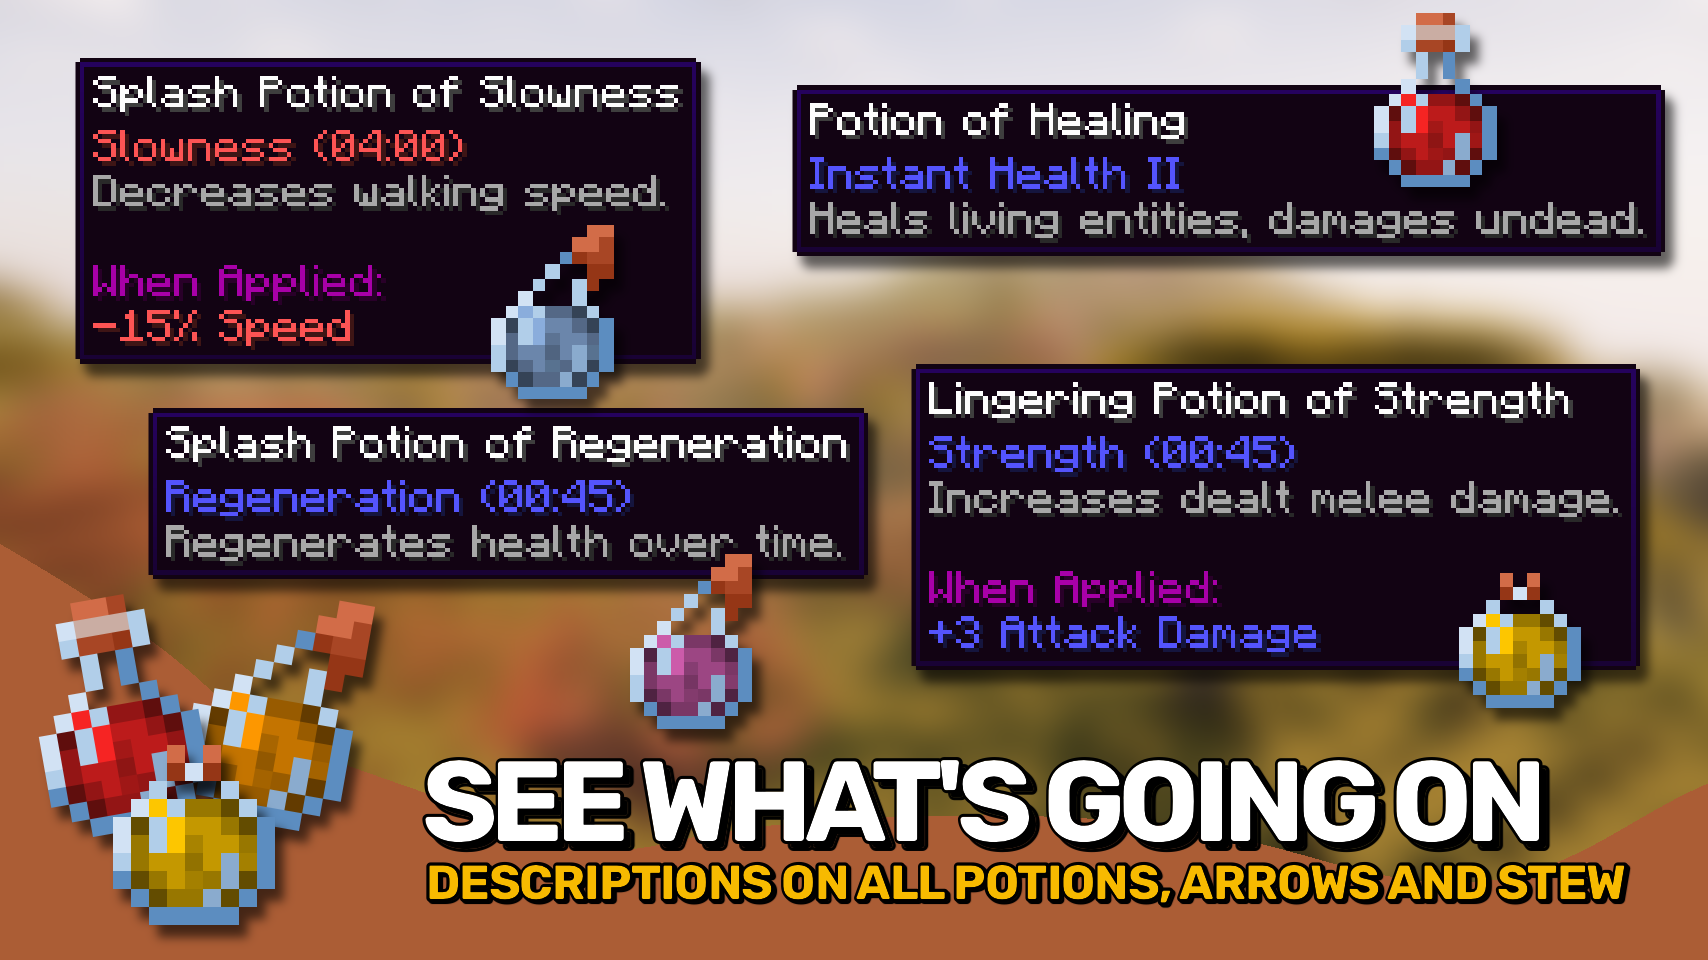 Splash Potion of Slowness
Slowness (04:00)
Decreases walking speed.
When Applied:
-15% Speed
Potion of Healing
Instant Health II
Heals living entities, damages undead.
Splash Potion of Regeneration
Regeneration (00:45)
Regenerates health over time.
Lingering Potion of Strength
Strength (00:45)
Increases dealt melee damage.
When Applied:
+3 Attack Damage
SEE WHAT'S GOING ON
DESCRIPTIONS ON ALL POTIONS, ARROWS AND STEW